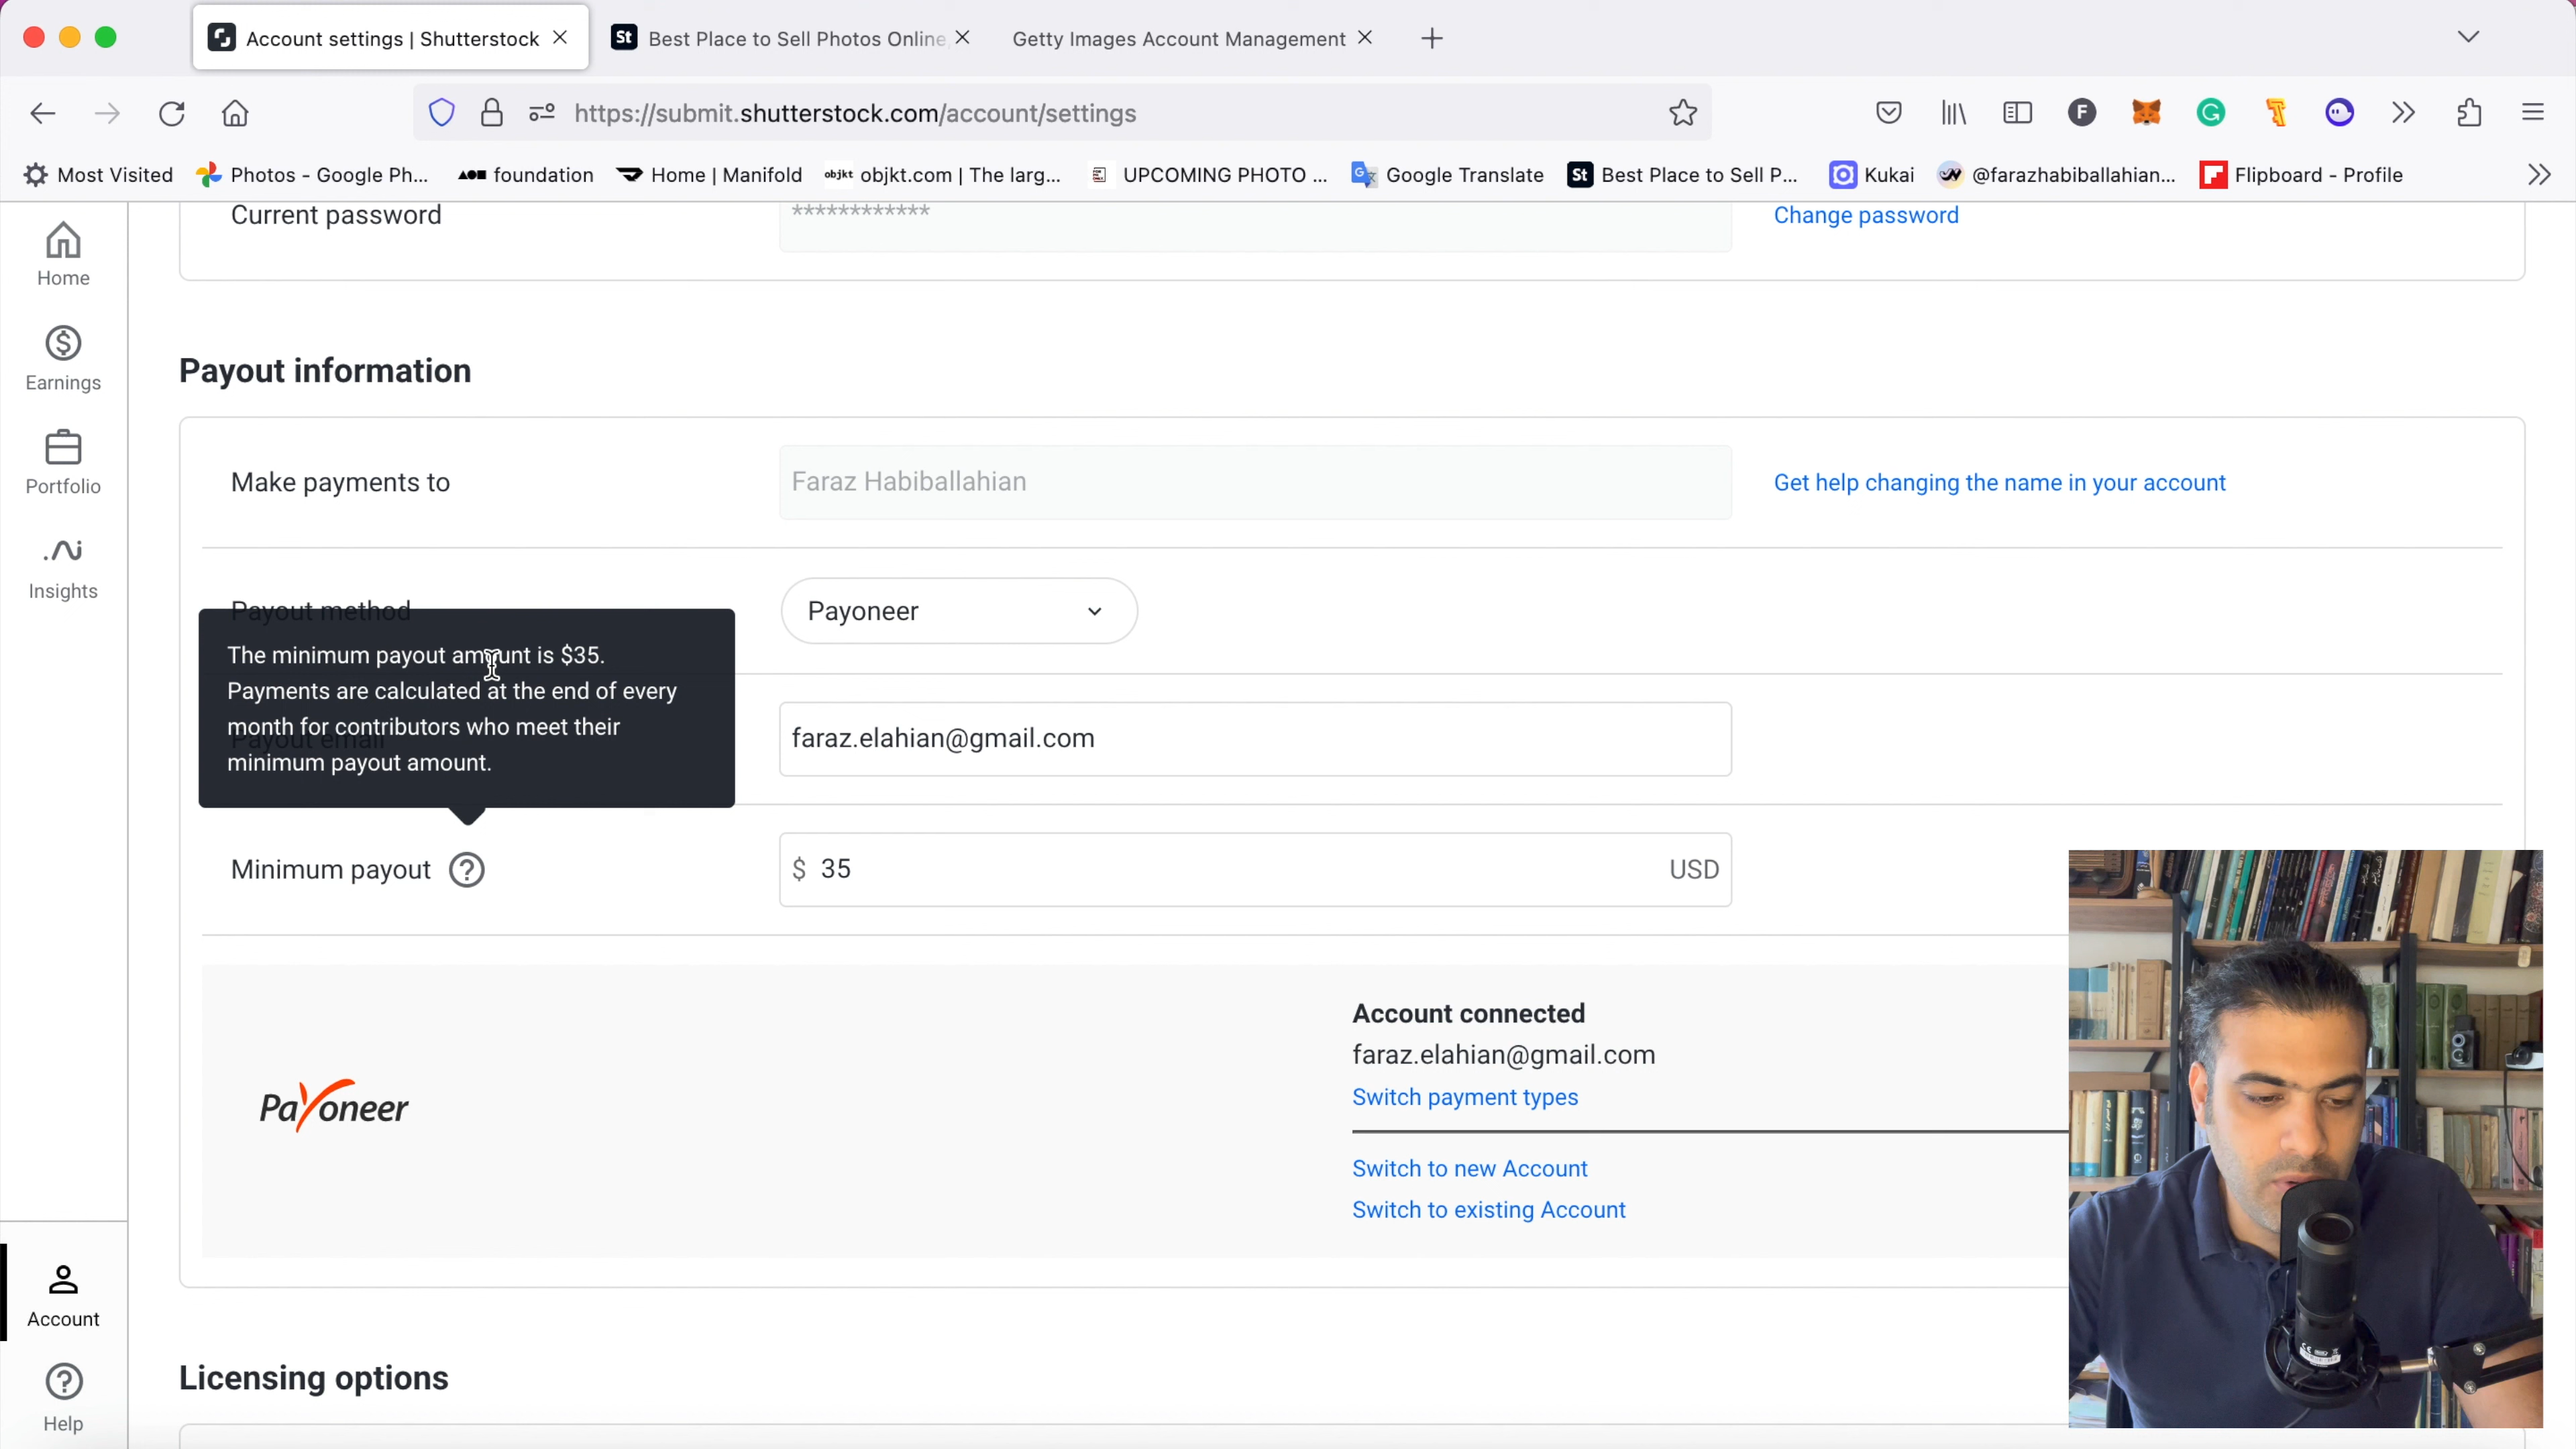 Account settings | Shutterstock
St Best Place to Sell Photos Online,
Getty Images Account Management
https://submit.shutterstock.com/account/settings
F
G
Most Visited
Photos - Google Ph...
foundation
Home | Manifold
objkt objkt.com | The larg...
UPCOMING PHOTO ...
Google Translate
St Best Place to Sell P...
Kukai
@farazhabiballahian...
Flipboard - Profile
Home
Earnings
Portfolio
Insights
Account
Help
Current password
************
Change password
Payout information
Make payments to
Faraz Habiballahian
Get help changing the name in your account
Payout method
Payoneer
The minimum payout amount is $35.
Payments are calculated at the end of every
month for contributors who meet their
minimum payout amount.
Payout email
faraz.elahian@gmail.com
Minimum payout
$ 35
USD
Payoneer
Account connected
faraz.elahian@gmail.com
Switch payment types
Switch to new Account
Switch to existing Account
Licensing options